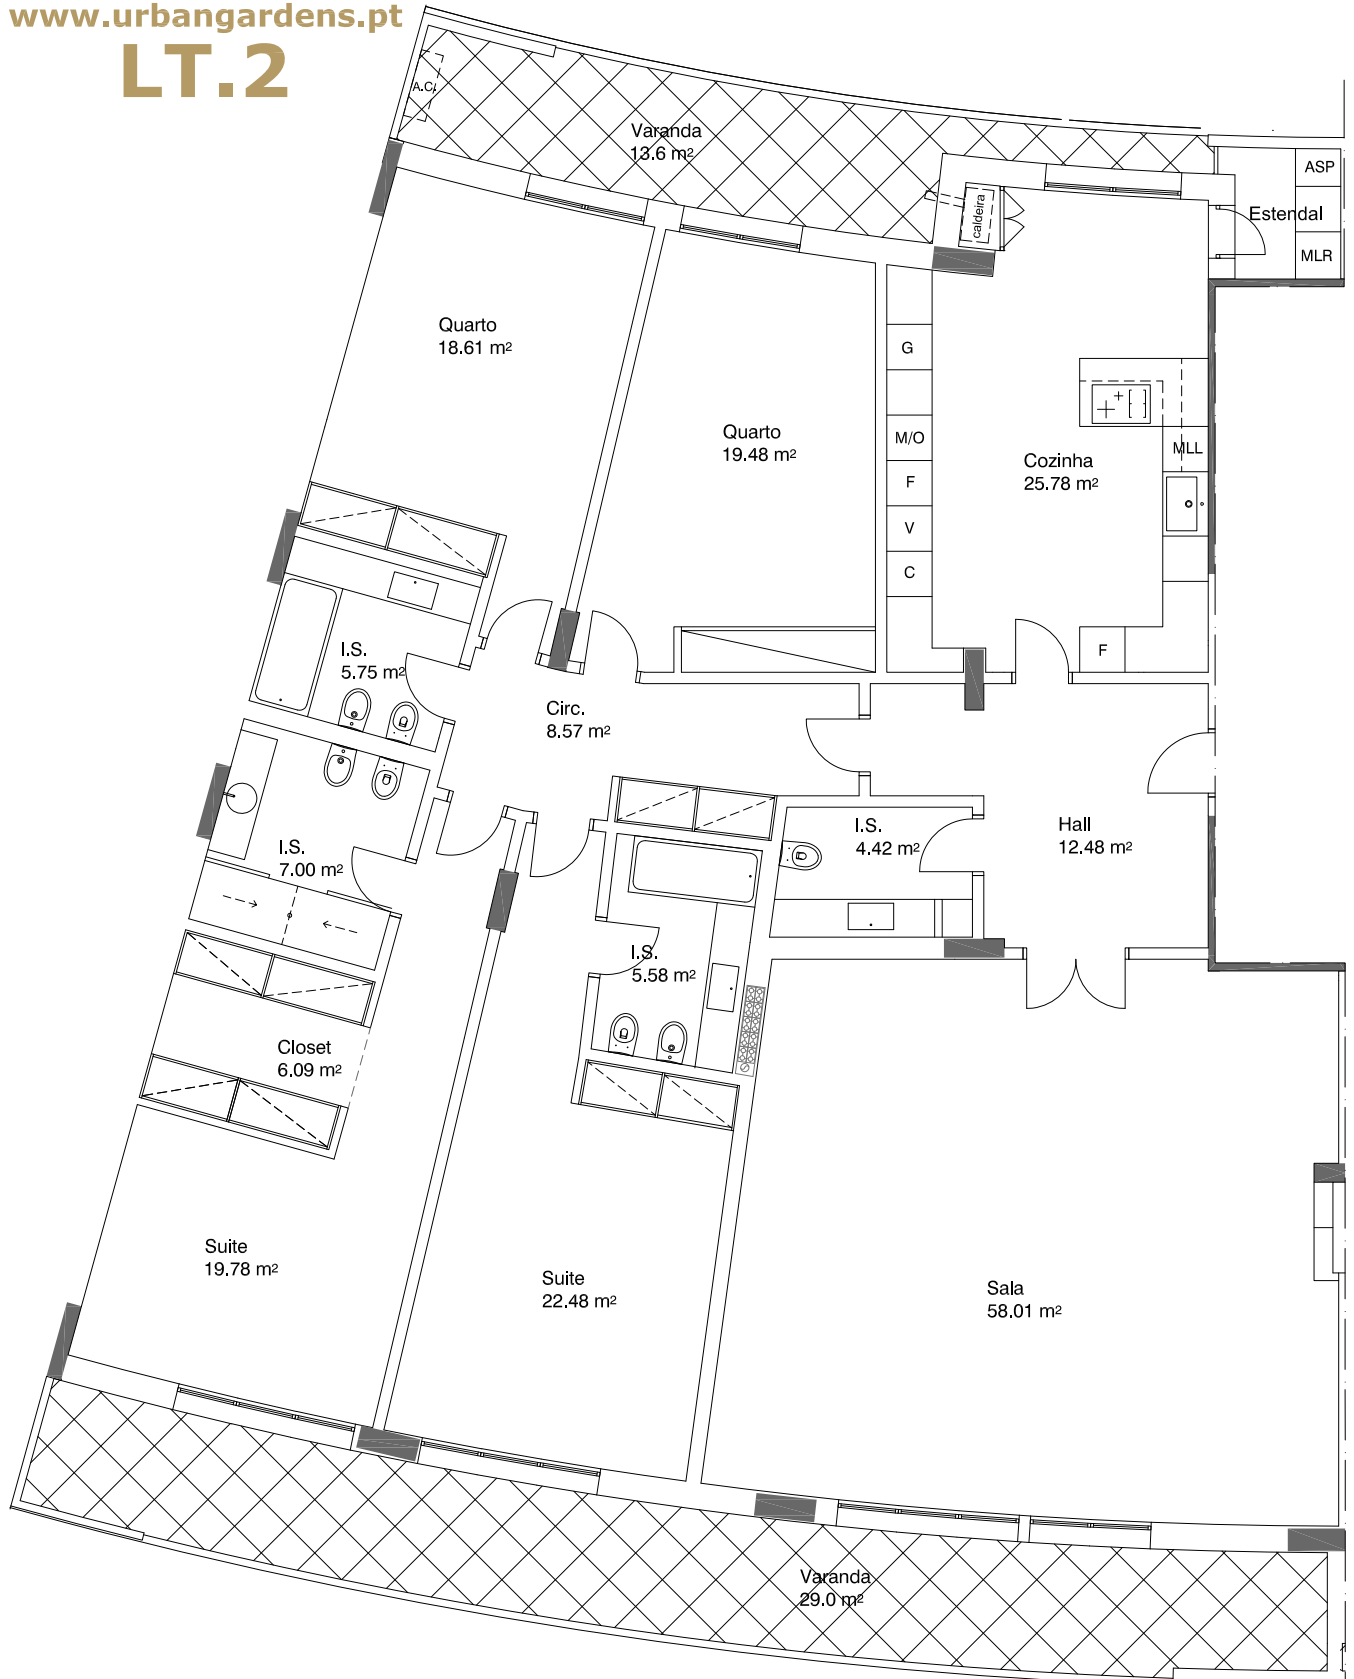 www.urbangardens.pt
LT.2
A.C.
Varanda
13.6 m²
ASP
caldeira
Estendal
MLR
Quarto
18.61 m²
G
Quarto
19.48 m²
M/O
MLL
Cozinha
25.78 m²
F
V
C
I.S.
5.75 m²
F
Circ.
8.57 m²
I.S.
4.42 m²
Hall
12.48 m²
I.S.
7.00 m²
I.S.
5.58 m²
Closet
6.09 m²
S
Suite
19.78 m²
Suite
22.48 m²
Sala
58.01 m²
Varanda
29.0 m²